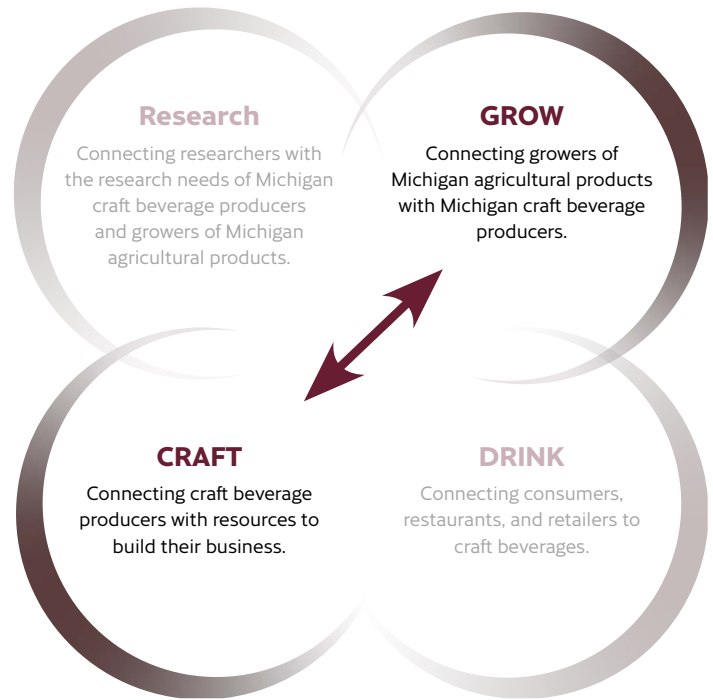 Research
Connecting researchers with
the research needs of Michigan
craft beverage producers
and growers of Michigan
agricultural products.
GROW
Connecting growers of
Michigan agricultural products
with Michigan craft beverage
producers.
CRAFT
Connecting craft beverage
producers with resources to
build their business.
DRINK
Connecting consumers,
restaurants, and retailers to
craft beverages.